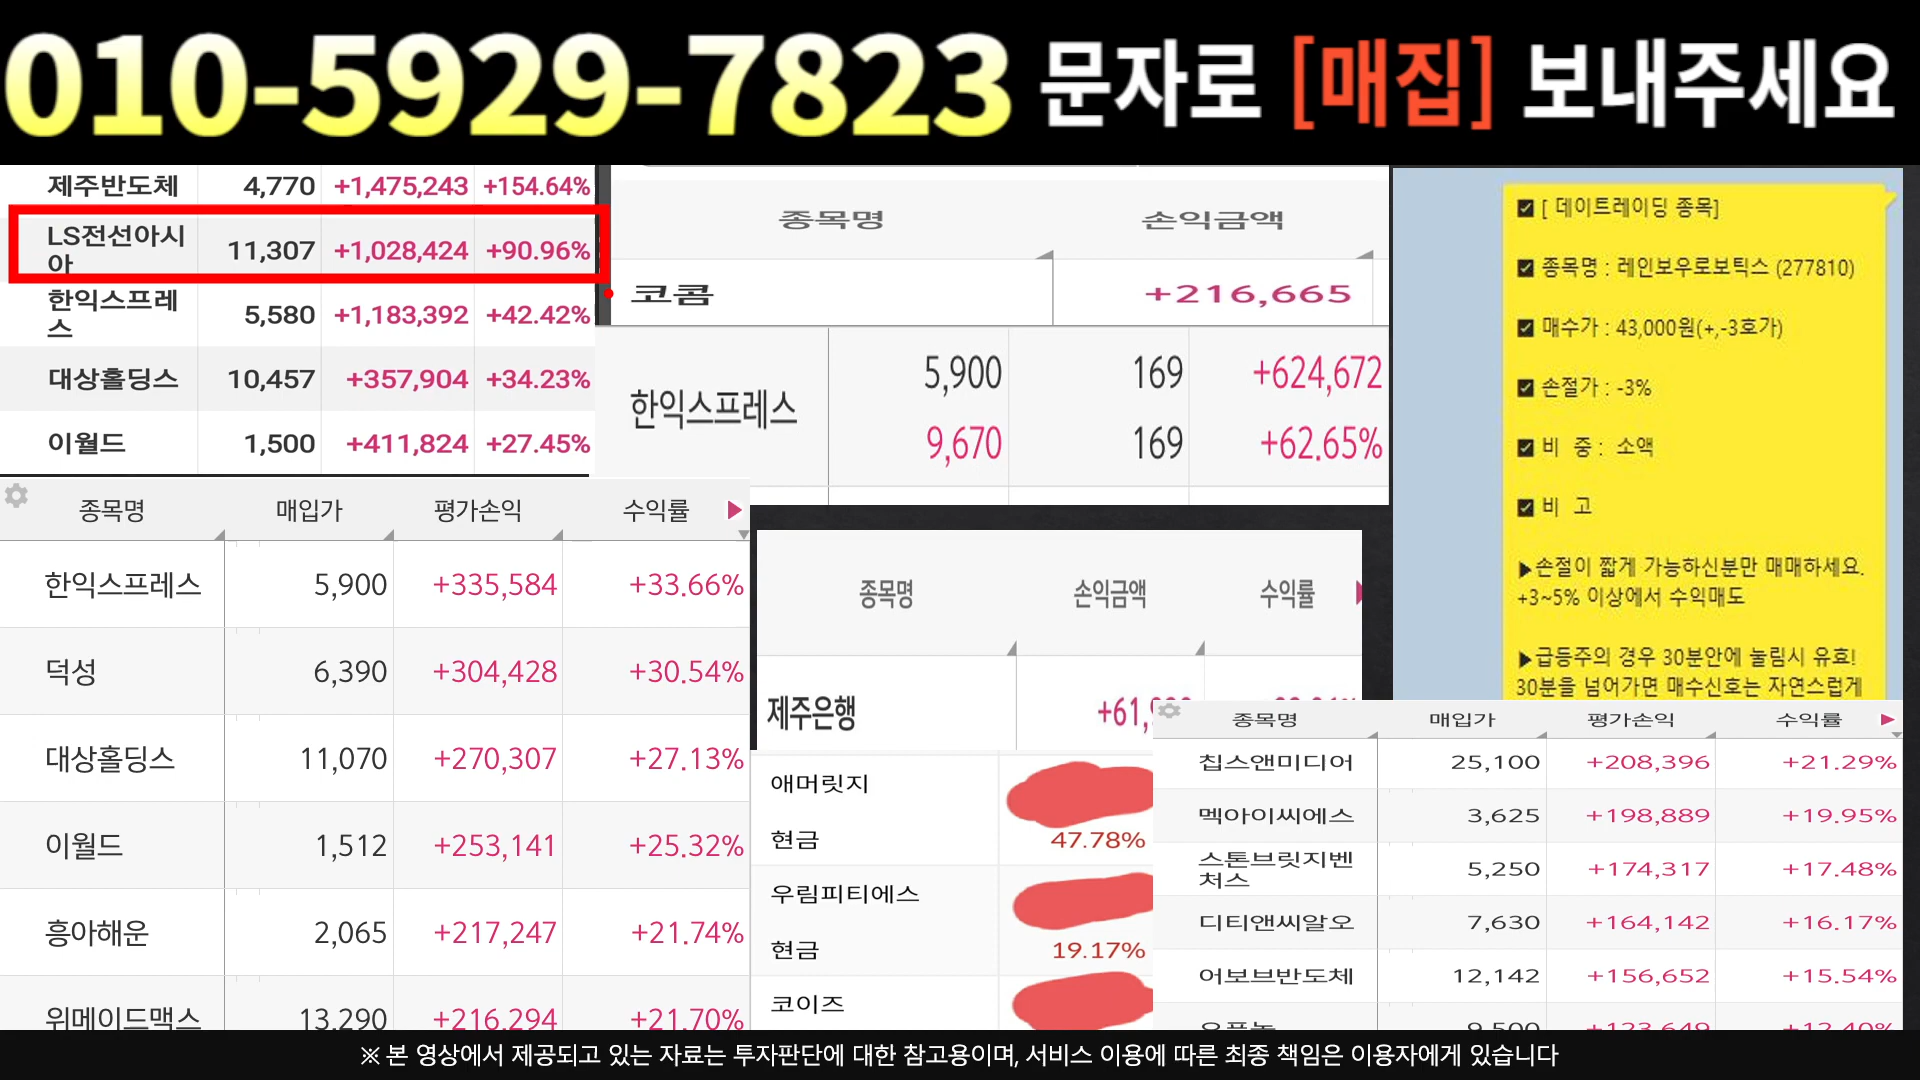 010-5929-7823 문자로 [매집] 보내주세요
제주반도체 4,770 +1,475,243 +154.64%
LS전선아시아 11,307 +1,028,424 +90.96%
한익스프레스 5,580 +1,183,392 +42.42%
대상홀딩스 10,457 +357,904 +34.23%
이월드 1,500 +411,824 +27.45%
종목명 손익금액
코콤 +216,665
한익스프레스 5,900 169 +624,672
9,670 169 +62.65%
[ 데이트레이딩 종목]
종목명 : 레인보우로보틱스 (277810)
매수가 : 43,000원(+,-3호가)
손절가 : -3%
비 중 : 소액
비 고
▶손절이 짧게 가능하신분만 매매하세요.
+3~5% 이상에서 수익매도
▶급등주의 경우 30분안에 눌림시 유효!
30분을 넘어가면 매수신호는 자연스럽게
종목명 매입가 평가손익 수익률
한익스프레스 5,900 +335,584 +33.66%
덕성 6,390 +304,428 +30.54%
대상홀딩스 11,070 +270,307 +27.13%
이월드 1,512 +253,141 +25.32%
흥아해운 2,065 +217,247 +21.74%
위메이드맥스 13,290 +216,294 +21.70%
종목명 손익금액 수익률
제주은행
애머릿지
현금 47.78%
우림피티에스
현금 19.17%
코이즈
종목명 매입가 평가손익 수익률
칩스앤미디어 25,100 +208,396 +21.29%
멕아이씨에스 3,625 +198,889 +19.95%
스톤브릿지벤처스 5,250 +174,317 +17.48%
디티앤씨알오 7,630 +164,142 +16.17%
어보브반도체 12,142 +156,652 +15.54%
※ 본 영상에서 제공되고 있는 자료는 투자판단에 대한 참고용이며, 서비스 이용에 따른 최종 책임은 이용자에게 있습니다